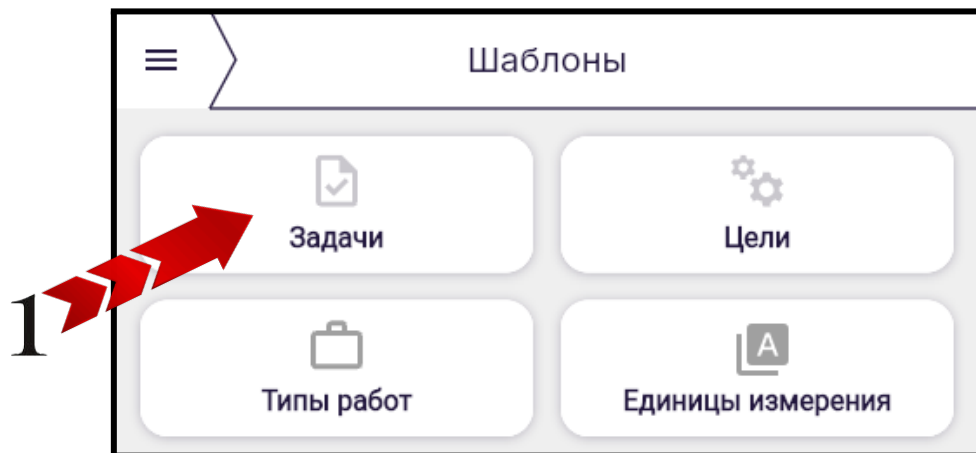 Шаблоны
Задачи
Цели
1
Типы работ
A
Единицы измерения